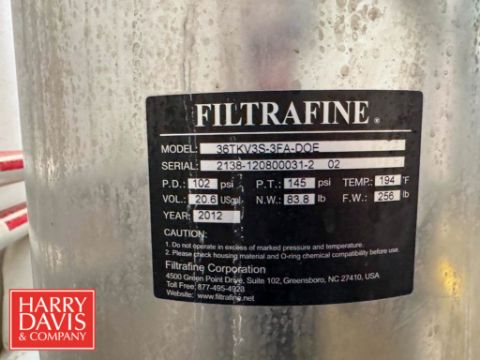 FILTRAFINE®
MODEL: 36TKV3S-3FA-DOE
SERIAL: 2138-120800031-2 02
P.D.: 102 psi P.T.: 145 psi TEMP.: 194 °F
VOL.: 20.6 USgal N.W.: 83.8 lb F.W.: 256 lb
YEAR: 2012
CAUTION:
1. Do not operate in excess of marked pressure and temperature.
2. Please check housing material and O-ring chemical compatibility before use.
Filtrafine Corporation
4500 Green Point Drive, Suite 102, Greensboro, NC 27410, USA
Toll Free: 877-495-4928
Website: www.filtrafine.net
HARRY
DAVIS
& COMPANY